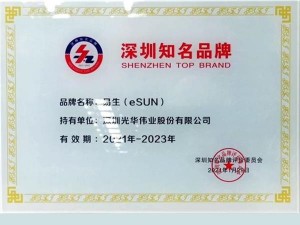 深圳知名品牌
SHENZHEN TOP BRAND
品牌名称：易生（eSUN）
持有单位：深圳光华伟业股份有限公司
有 效 期：2021年-2023年
深圳知名品牌评价委员会